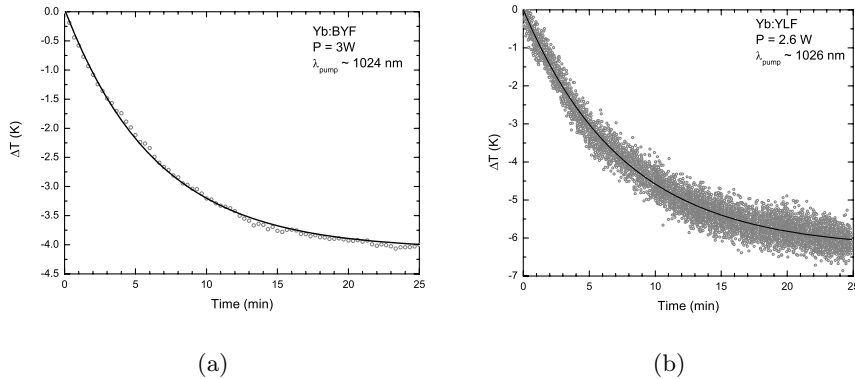 Yb:BYF
P = 3W
λpump ~ 1024 nm
0.0
-0.5
-1.0
-1.5
-2.0
-2.5
-3.0
-3.5
-4.0
-4.5
ΔT (K)
0 5 10 15 20 25
Time (min)
(a)
Yb:YLF
P = 2.6 W
λpump ~ 1026 nm
0
-1
-2
-3
-4
-5
-6
-7
ΔT (K)
0 5 10 15 20 25
Time (min)
(b)